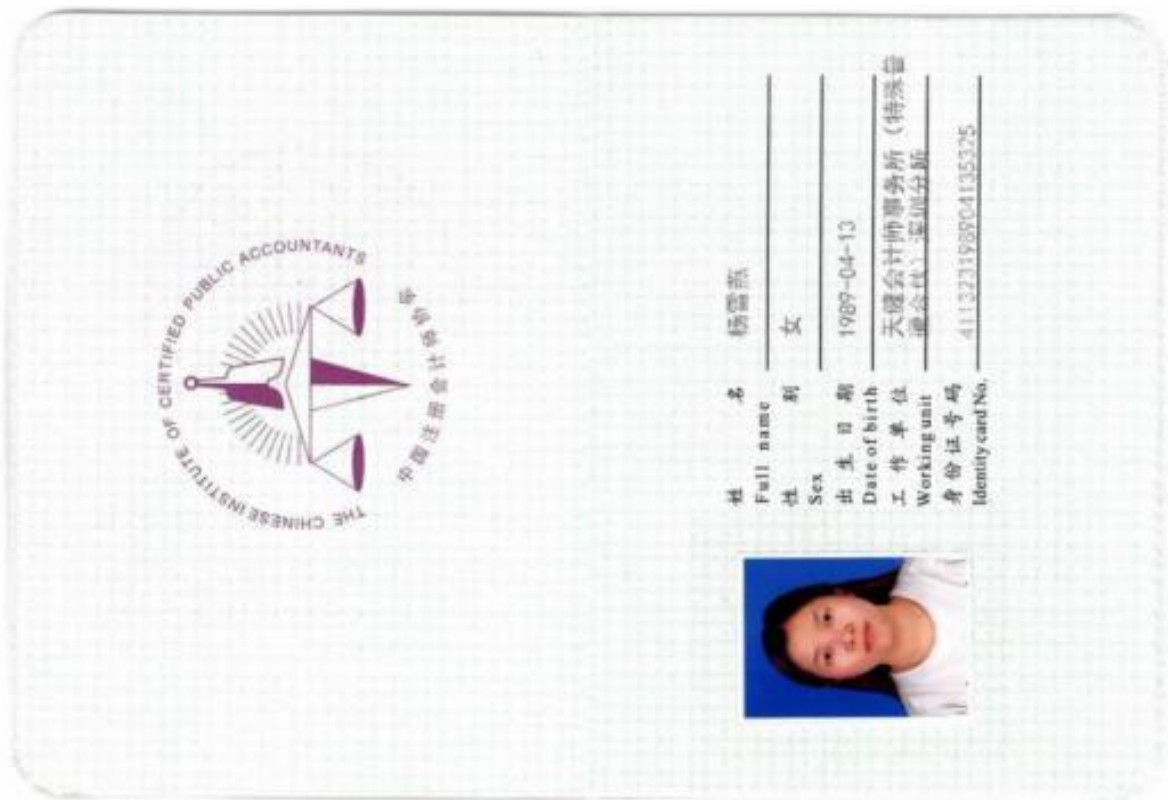 THE CHINESE INSTITUTE OF CERTIFIED PUBLIC ACCOUNTANTS
中国注册会计师协会
姓 名 杨雪燕
Full name
性 别 女
Sex
出 生 日 期 1989-04-13
Date of birth
工 作 单 位 天健会计师事务所（特殊普
通合伙）深圳分所
Working unit
身 份 证 号 码 411323198904135325
Identity card No.